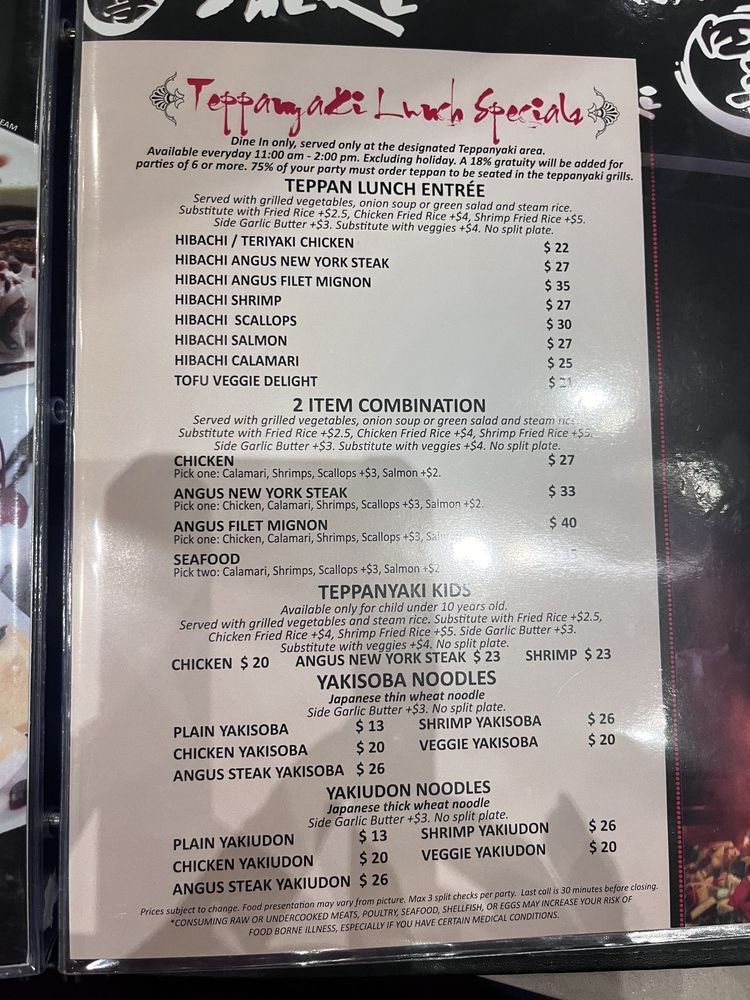 EAM
Teppanyaki Lunch Specials
Dine In only, served only at the designated Teppanyaki area.
Available everyday 11:00 am - 2:00 pm. Excluding holiday. A 18% gratuity will be added for
parties of 6 or more. 75% of your party must order teppan to be seated in the teppanyaki grills.
TEPPAN LUNCH ENTRÉE
Served with grilled vegetables, onion soup or green salad and steam rice.
Substitute with Fried Rice +$2.5, Chicken Fried Rice +$4, Shrimp Fried Rice +$5.
Side Garlic Butter +$3. Substitute with veggies +$4. No split plate.
HIBACHI / TERIYAKI CHICKEN $ 22
HIBACHI ANGUS NEW YORK STEAK $ 27
HIBACHI ANGUS FILET MIGNON $ 35
HIBACHI SHRIMP $ 27
HIBACHI SCALLOPS $ 30
HIBACHI SALMON $ 27
HIBACHI CALAMARI $ 25
TOFU VEGGIE DELIGHT $ 21
2 ITEM COMBINATION
Served with grilled vegetables, onion soup or green salad and steam rice.
Substitute with Fried Rice +$2.5, Chicken Fried Rice +$4, Shrimp Fried Rice +$5.
Side Garlic Butter +$3. Substitute with veggies +$4. No split plate.
CHICKEN $ 27
Pick one: Calamari, Shrimps, Scallops +$3, Salmon +$2.
ANGUS NEW YORK STEAK $ 33
Pick one: Chicken, Calamari, Shrimps, Scallops +$3, Salmon +$2.
ANGUS FILET MIGNON $ 40
Pick one: Chicken, Calamari, Shrimps, Scallops +$3,
SEAFOOD
Pick two: Calamari, Shrimps, Scallops +$3, Salmon +$2
TEPPANYAKI KIDS
Available only for child under 10 years old.
Served with grilled vegetables and steam rice. Substitute with Fried Rice +$2.5,
Chicken Fried Rice +$4, Shrimp Fried Rice +$5. Side Garlic Butter +$3.
Substitute with veggies +$4. No split plate.
CHICKEN $ 20 ANGUS NEW YORK STEAK $ 23 SHRIMP $ 23
YAKISOBA NOODLES
Japanese thin wheat noodle
Side Garlic Butter +$3. No split plate.
PLAIN YAKISOBA $ 13 SHRIMP YAKISOBA $ 26
CHICKEN YAKISOBA $ 20 VEGGIE YAKISOBA $ 20
ANGUS STEAK YAKISOBA $ 26
YAKIUDON NOODLES
Japanese thick wheat noodle
Side Garlic Butter +$3. No split plate.
PLAIN YAKIUDON $ 13 SHRIMP YAKIUDON $ 26
CHICKEN YAKIUDON $ 20 VEGGIE YAKIUDON $ 20
ANGUS STEAK YAKIUDON $ 26
Prices subject to change. Food presentation may vary from picture. Max 3 split checks per party. Last call is 30 minutes before closing.
*CONSUMING RAW OR UNDERCOOKED MEATS, POULTRY, SEAFOOD, SHELLFISH, OR EGGS MAY INCREASE YOUR RISK OF
FOOD BORNE ILLNESS, ESPECIALLY IF YOU HAVE CERTAIN MEDICAL CONDITIONS.